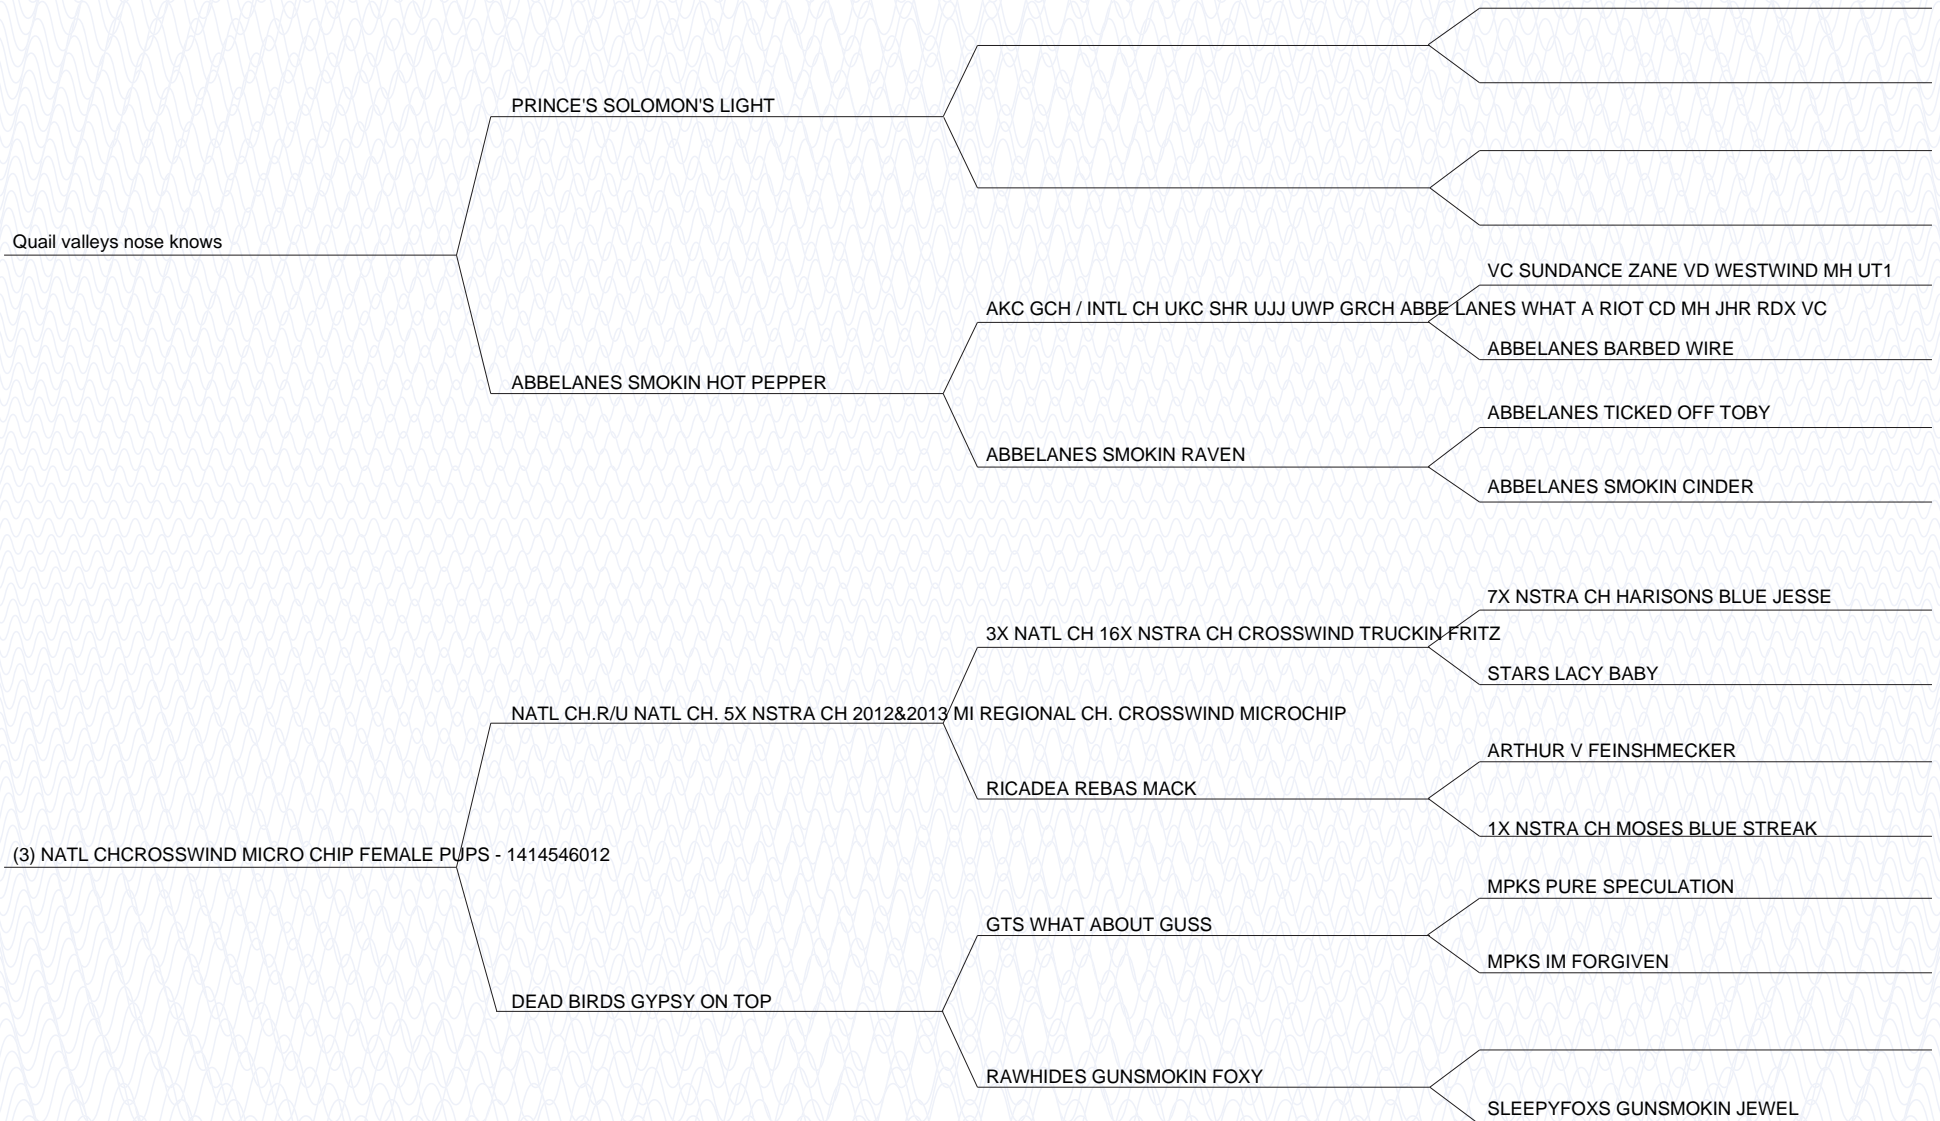 PRINCE'S SOLOMON'S LIGHT
Quail valleys nose knows
VC SUNDANCE ZANE VD WESTWIND MH UT1
AKC GCH / INTL CH UKC SHR UJJ UWP GRCH ABBE LANES WHAT A RIOT CD MH JHR RDX VC
ABBELANES BARBED WIRE
ABBELANES SMOKIN HOT PEPPER
ABBELANES TICKED OFF TOBY
ABBELANES SMOKIN RAVEN
ABBELANES SMOKIN CINDER
7X NSTRA CH HARISONS BLUE JESSE
3X NATL CH 16X NSTRA CH CROSSWIND TRUCKIN FRITZ
STARS LACY BABY
NATL CH.R/U NATL CH. 5X NSTRA CH 2012&2013 MI REGIONAL CH. CROSSWIND MICROCHIP
ARTHUR V FEINSHMECKER
RICADEA REBAS MACK
1X NSTRA CH MOSES BLUE STREAK
(3) NATL CHCROSSWIND MICRO CHIP FEMALE PUPS - 1414546012
MPKS PURE SPECULATION
GTS WHAT ABOUT GUSS
MPKS IM FORGIVEN
DEAD BIRDS GYPSY ON TOP
RAWHIDES GUNSMOKIN FOXY
SLEEPYFOXS GUNSMOKIN JEWEL